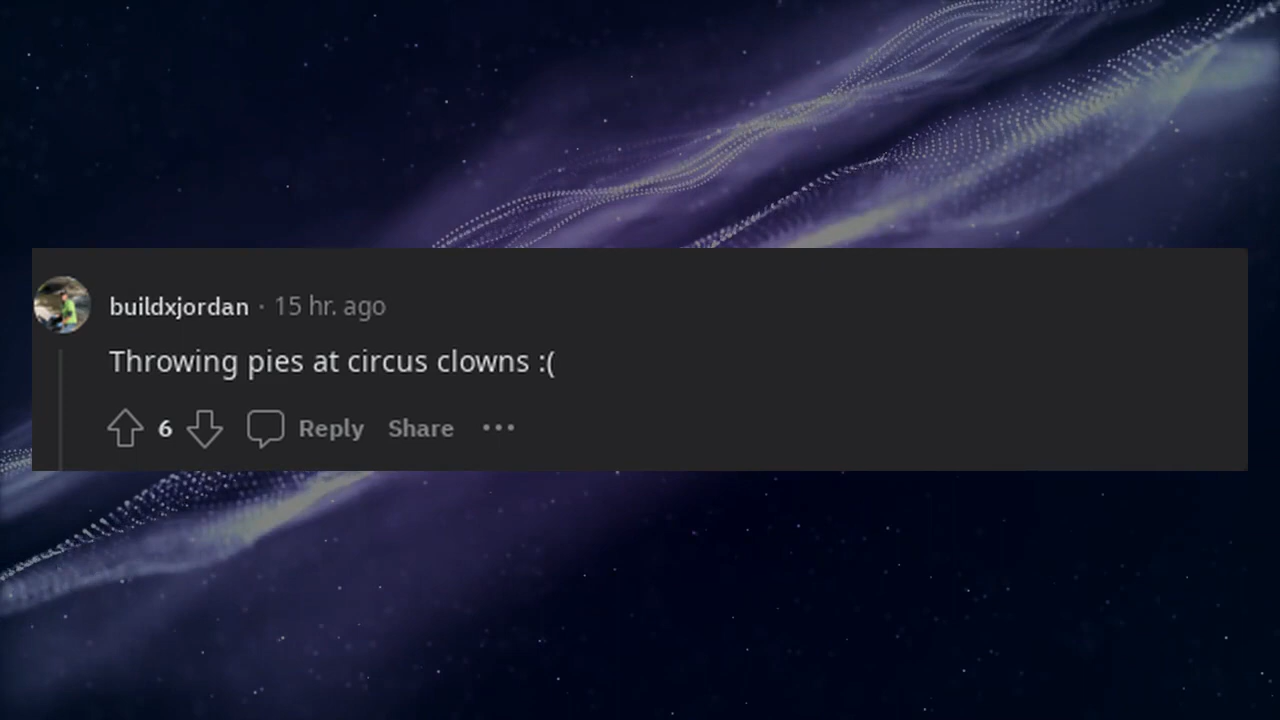 buildxjordan · 15 hr. ago
Throwing pies at circus clowns :(
6 Reply Share •••